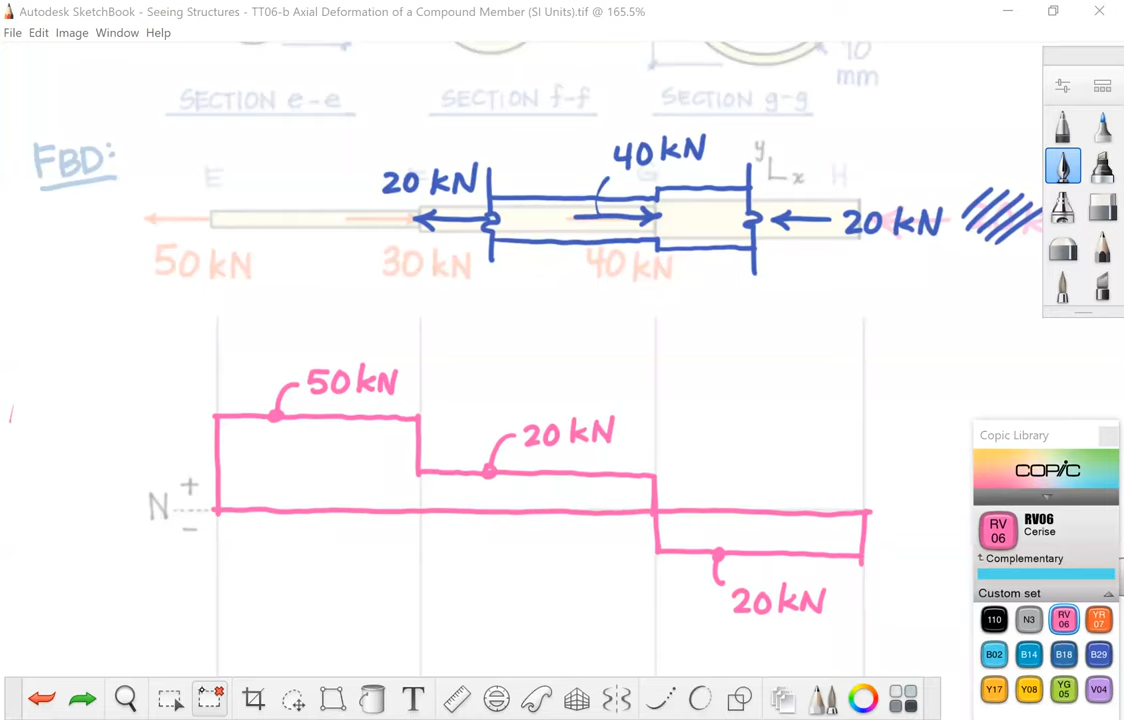 Autodesk SketchBook - Seeing Structures - TT06-b Axial Deformation of a Compound Member (SI Units).tif @ 165.5%
File Edit Image Window Help
10
mm
SECTION e-e
SECTION f-f
SECTION g-g
FBD:
40 kN
y
x
E
20 kN
G
H
20 kN
50 kN
30 kN
40 kN
50 kN
20 kN
N
+
-
20 kN
Copic Library
COPIC
RV
06
RV06
Cerise
Complementary
Custom set
110
N3
RV
06
YR
07
B02
B14
B18
B29
Y17
Y08
YG
05
V04
T